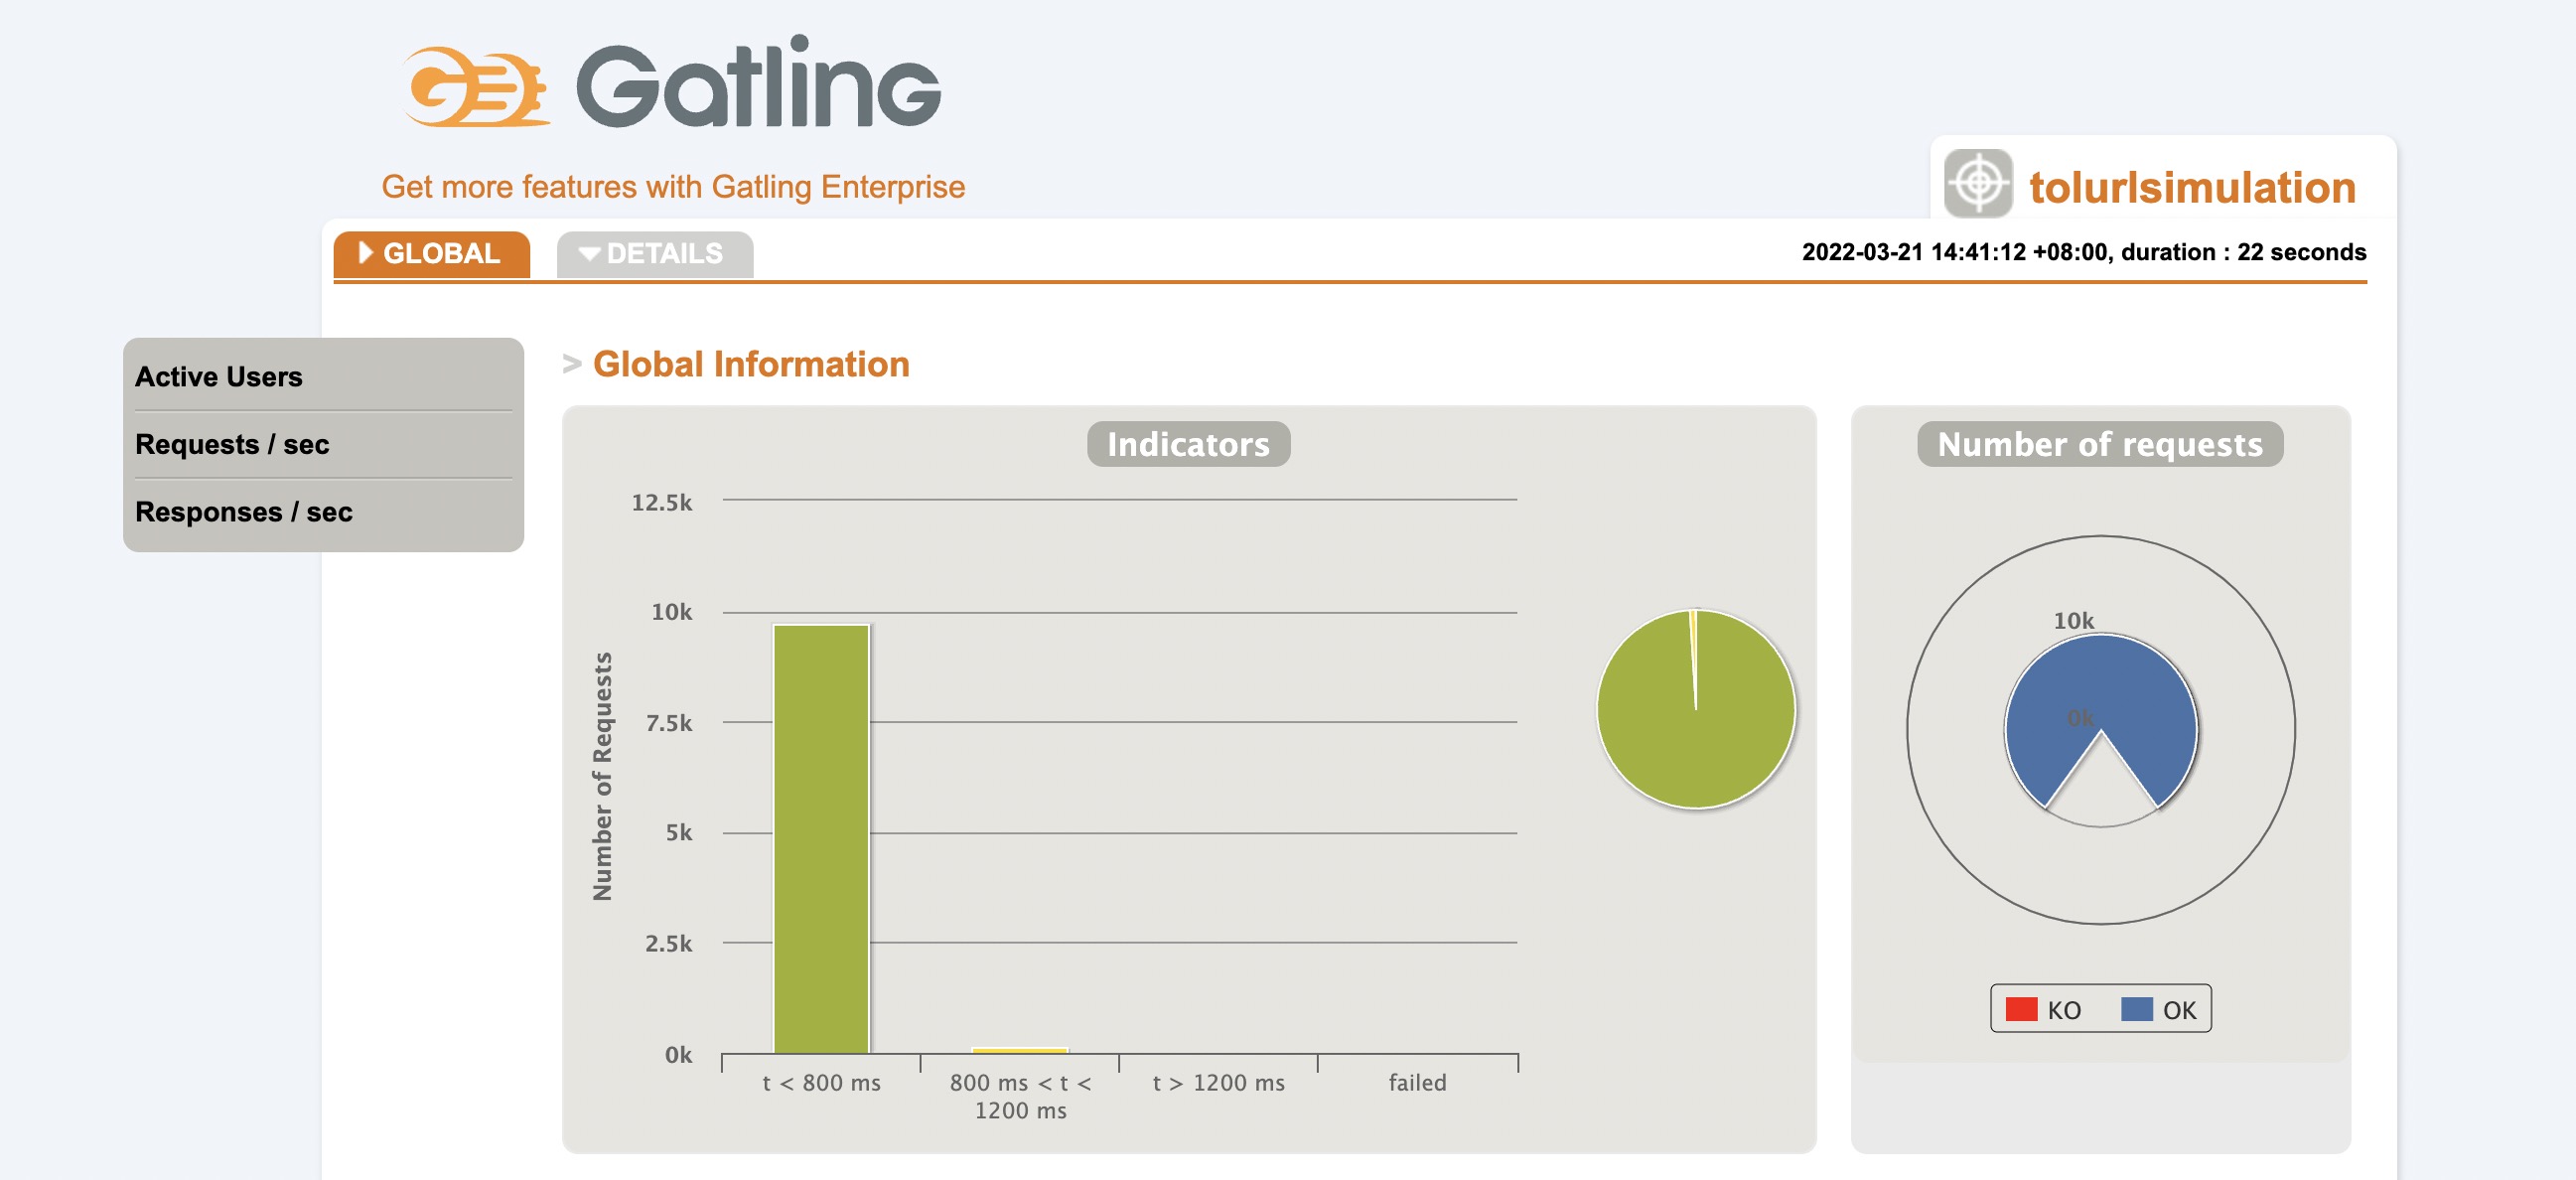 Gatling
Get more features with Gatling Enterprise
tolurlsimulation
GLOBAL
DETAILS
2022-03-21 14:41:12 +08:00, duration : 22 seconds
Active Users
Requests / sec
Responses / sec
> Global Information
Indicators
12.5k
10k
7.5k
5k
2.5k
0k
Number of Requests
t < 800 ms
800 ms < t <
1200 ms
t > 1200 ms
failed
Number of requests
10k
0k
KO
OK